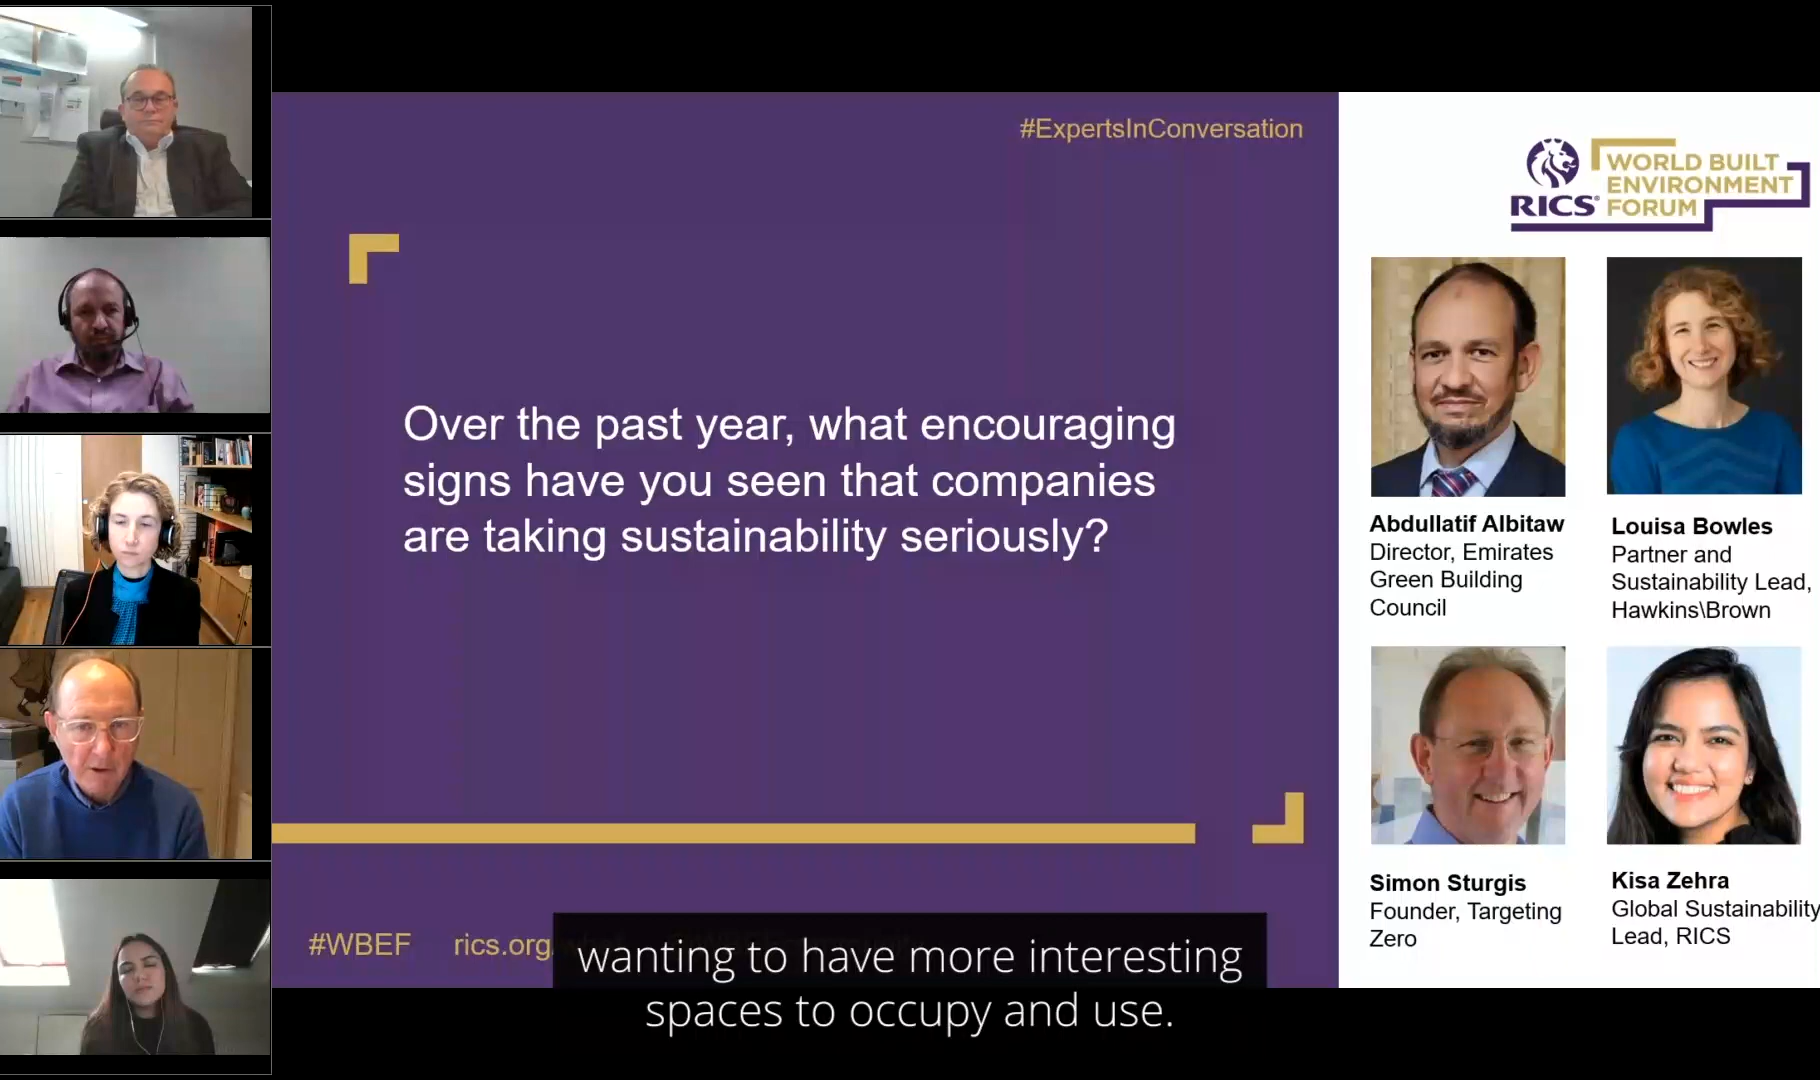 #ExpertsInConversation
Over the past year, what encouraging
signs have you seen that companies
are taking sustainability seriously?
#WBEF rics.org
wanting to have more interesting
spaces to occupy and use.
RICS
WORLD BUILT
ENVIRONMENT
FORUM
Abdullatif Albitaw
Director, Emirates
Green Building
Council
Louisa Bowles
Partner and
Sustainability Lead,
Hawkins\Brown
Simon Sturgis
Founder, Targeting
Zero
Kisa Zehra
Global Sustainability
Lead, RICS